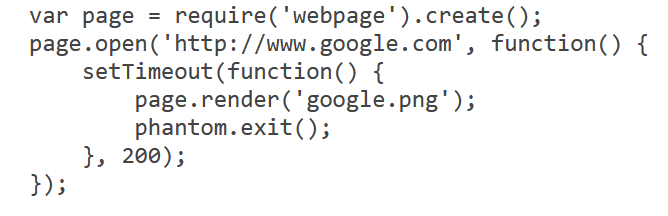 var page = require('webpage').create();
page.open('http://www.google.com', function() {
    setTimeout(function() {
        page.render('google.png');
        phantom.exit();
    }, 200);
});